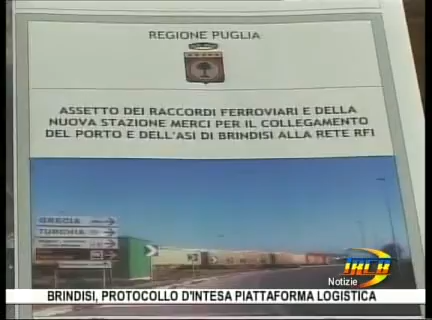 REGIONE PUGLIA
ASSETTO DEI RACCORDI FERROVIARI E DELLA
NUOVA STAZIONE MERCI PER IL COLLEGAMENTO
DEL PORTO E DELL'ASI DI BRINDISI ALLA RETE RFI
GRECIA
TURCHIA
Notizie
BRINDISI, PROTOCOLLO D'INTESA PIATTAFORMA LOGISTICA